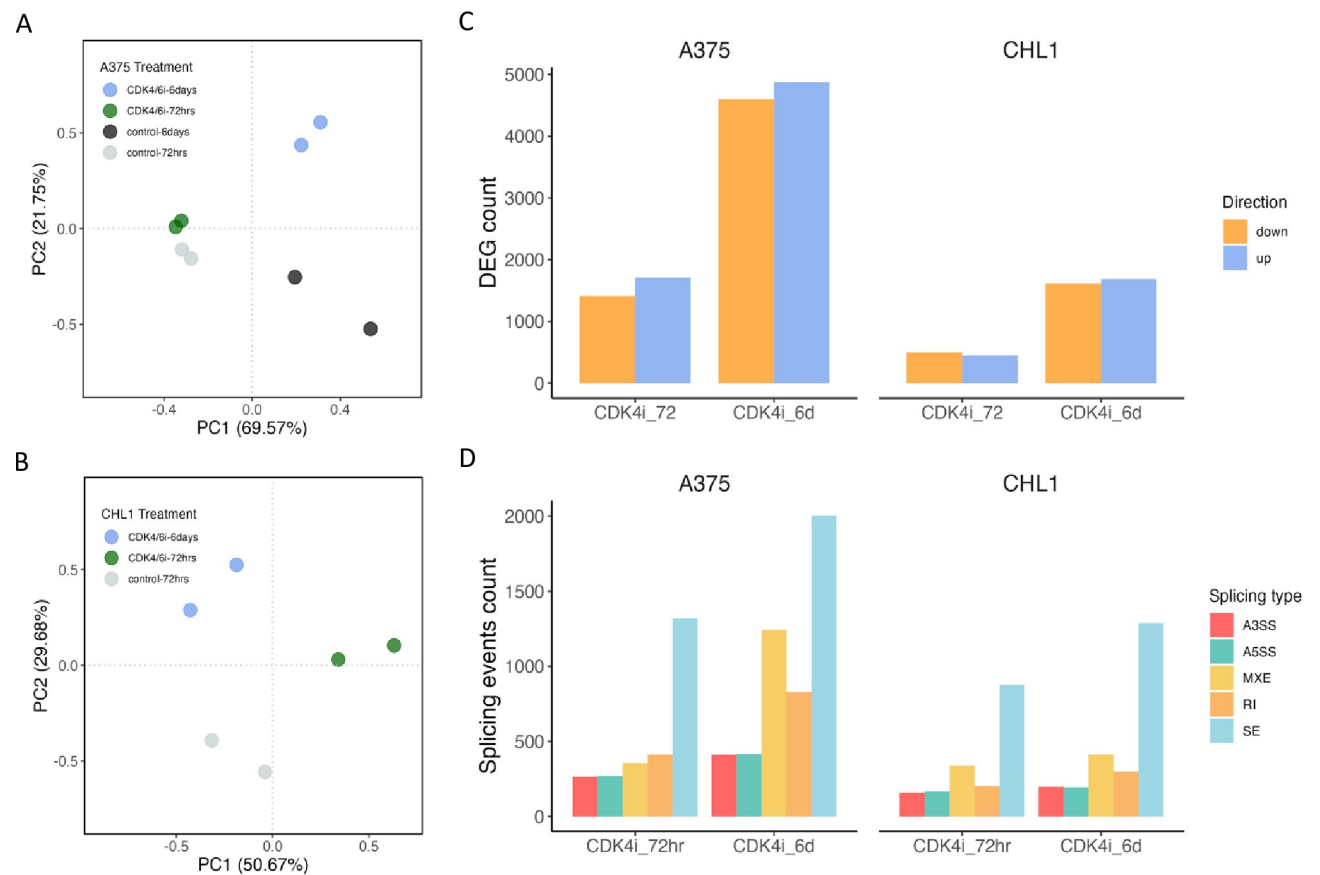 A
A375 Treatment
CDK4/6i-6days
CDK4/6i-72hrs
control-6days
control-72hrs
0.5
0.0
-0.5
PC2 (21.75%)
-0.4
0.0
0.4
PC1 (69.57%)
B
CHL1 Treatment
CDK4/6i-6days
CDK4/6i-72hrs
control-72hrs
0.5
0.0
-0.5
PC2 (29.68%)
-0.5
0.0
0.5
PC1 (50.67%)
C
A375
CHL1
5000
4000
3000
2000
1000
0
DEG count
CDK4i_72
CDK4i_6d
CDK4i_72
CDK4i_6d
Direction
down
up
D
A375
CHL1
2000
1500
1000
500
0
Splicing events count
CDK4i_72hr
CDK4i_6d
CDK4i_72hr
CDK4i_6d
Splicing type
A3SS
A5SS
MXE
RI
SE